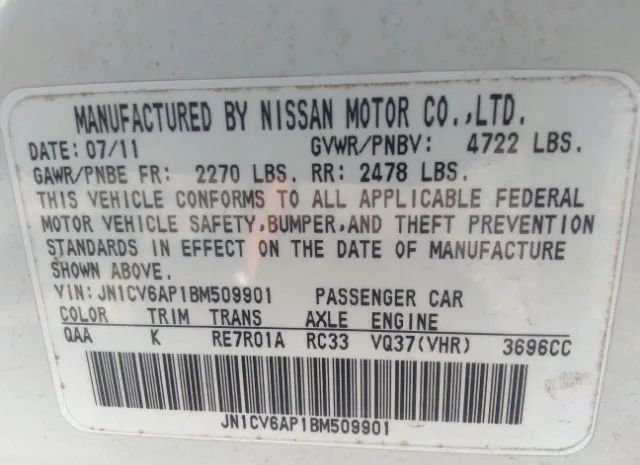 MANUFACTURED BY NISSAN MOTOR CO.,LTD.
DATE: 07/11 GVWR/PNBV: 4722 LBS.
GAWR/PNBE FR: 2270 LBS. RR: 2478 LBS.
THIS VEHICLE CONFORMS TO ALL APPLICABLE FEDERAL
MOTOR VEHICLE SAFETY,BUMPER,AND THEFT PREVENTION
STANDARDS IN EFFECT ON THE DATE OF MANUFACTURE
SHOWN ABOVE.
VIN:JN1CV6AP1BM509901 PASSENGER CAR
COLOR TRIM TRANS AXLE ENGINE
QAA K RE7R01A RC33 VQ37(VHR) 3696CC
JN1CV6AP1BM509901